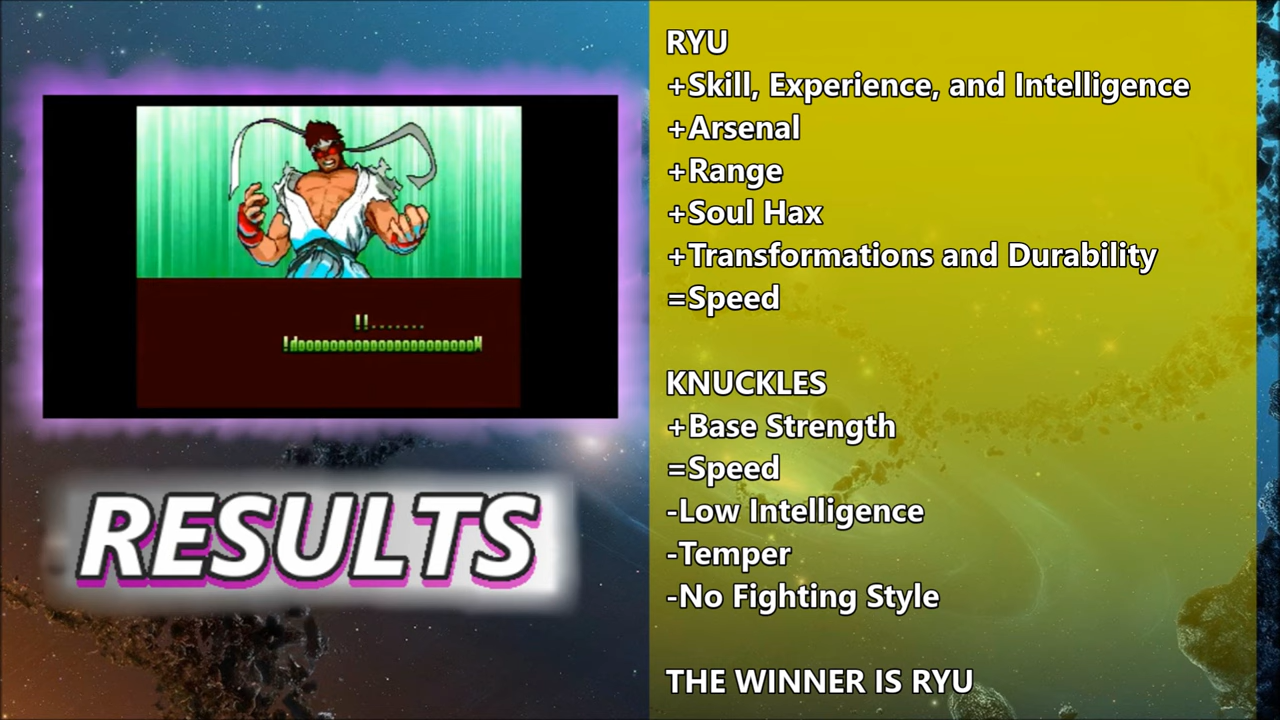 !!.......
RESULTS
RYU
+Skill, Experience, and Intelligence
+Arsenal
+Range
+Soul Hax
+Transformations and Durability
=Speed
KNUCKLES
+Base Strength
=Speed
-Low Intelligence
-Temper
-No Fighting Style
THE WINNER IS RYU